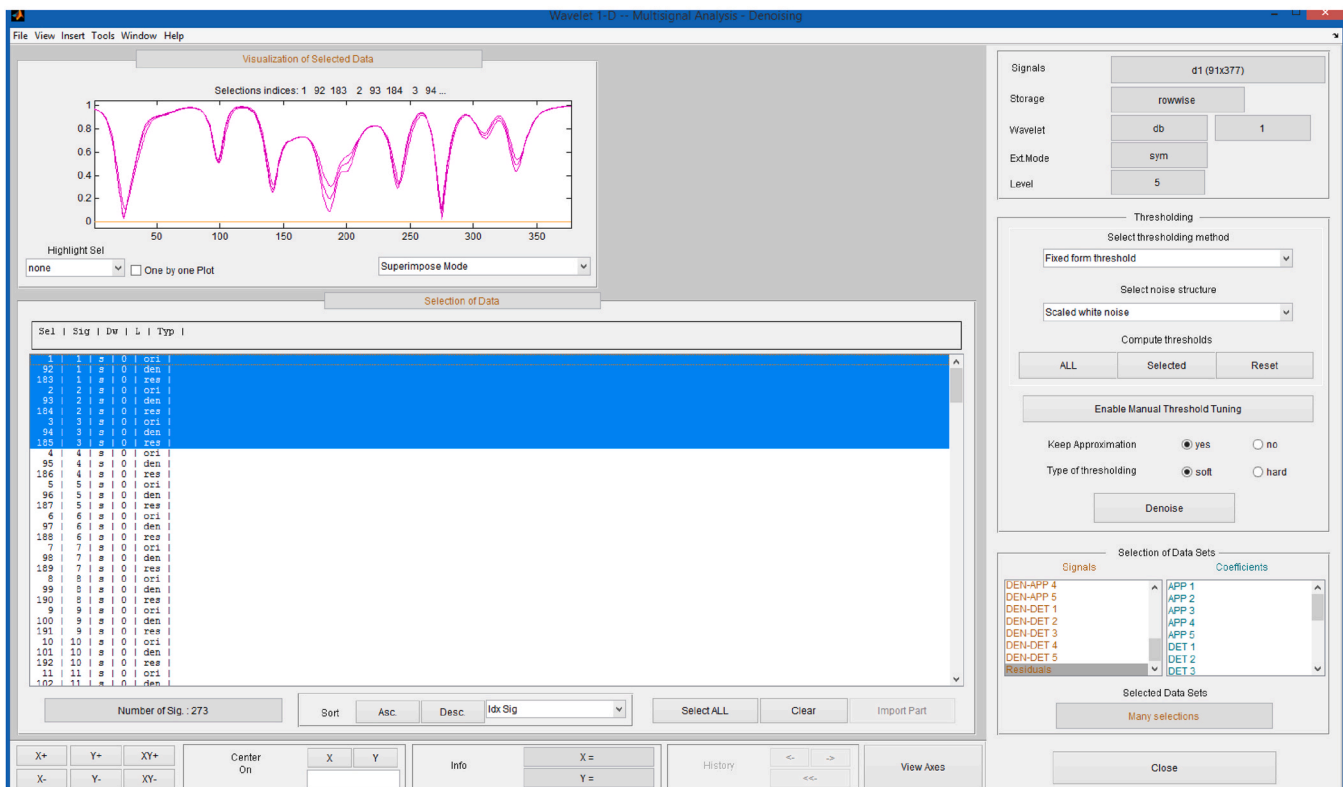 Wavelet 1-D -- Multisignal Analysis - Denoising
File View Insert Tools Window Help
Visualization of Selected Data
Selections indices: 1 92 183 2 93 184 3 94 ...
1
0.8
0.6
0.4
0.2
0
50 100 150 200 250 300 350
Highlight Sel
none
One by one Plot
Superimpose Mode
Selection of Data
Sel | Sig | Dw | L | Typ |
1 | 1 | s | 0 | ori |
92 | 1 | s | 0 | den |
183 | 1 | s | 0 | res |
2 | 2 | s | 0 | ori |
93 | 2 | s | 0 | den |
184 | 2 | s | 0 | res |
3 | 3 | s | 0 | ori |
94 | 3 | s | 0 | den |
185 | 3 | s | 0 | res |
4 | 4 | s | 0 | ori |
95 | 4 | s | 0 | den |
186 | 4 | s | 0 | res |
5 | 5 | s | 0 | ori |
96 | 5 | s | 0 | den |
187 | 5 | s | 0 | res |
6 | 6 | s | 0 | ori |
97 | 6 | s | 0 | den |
188 | 6 | s | 0 | res |
7 | 7 | s | 0 | ori |
98 | 7 | s | 0 | den |
189 | 7 | s | 0 | res |
8 | 8 | s | 0 | ori |
99 | 8 | s | 0 | den |
190 | 8 | s | 0 | res |
9 | 9 | s | 0 | ori |
100 | 9 | s | 0 | den |
191 | 9 | s | 0 | res |
10 | 10 | s | 0 | ori |
101 | 10 | s | 0 | den |
192 | 10 | s | 0 | res |
11 | 11 | s | 0 | ori |
102 | 11 | s | 0 | den |
Number of Sig. : 273
Sort Asc. Desc. Idx Sig
Select ALL Clear Import Part
X+ Y+ XY+
X- Y- XY-
Center On
X Y
Info
X =
Y =
History
<- ->
<<-
View Axes
Signals d1 (91x377)
Storage rowwise
Wavelet db 1
Ext.Mode sym
Level 5
Thresholding
Select thresholding method
Fixed form threshold
Select noise structure
Scaled white noise
Compute thresholds
ALL Selected Reset
Enable Manual Threshold Tuning
Keep Approximation yes no
Type of thresholding soft hard
Denoise
Selection of Data Sets
Signals Coefficients
DEN-APP 4
DEN-APP 5
DEN-DET 1
DEN-DET 2
DEN-DET 3
DEN-DET 4
DEN-DET 5
Residuals
APP 1
APP 2
APP 3
APP 4
APP 5
DET 1
DET 2
DET 3
Selected Data Sets
Many selections
Close